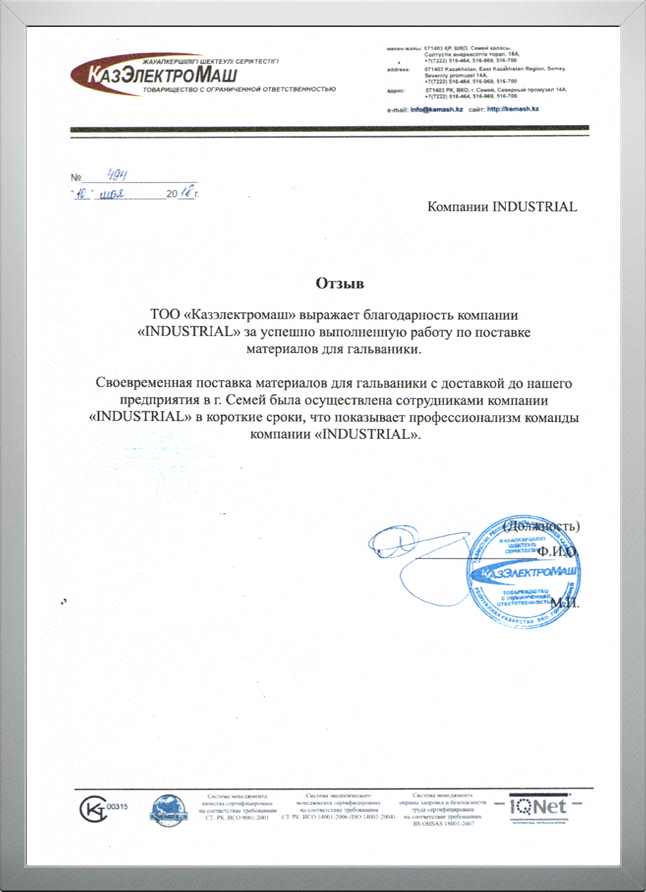 ЖАУАПКЕРШІЛІГІ ШЕКТЕУЛІ СЕРІКТЕСТІГІ
КАЗЭЛЕКТРОМАШ
ТОВАРИЩЕСТВО С ОГРАНИЧЕННОЙ ОТВЕТСТВЕННОСТЬЮ
мекен-жайы: 071403 ҚР, ШҚО, Семей қаласы,
Солтүстік өнеркәсіптік торап, 14А,
+7(7222) 516-464, 516-969, 516-700
address: 071403 Kazakhstan, East Kazakhstan Region, Semey,
Severniy promuzel 14A,
+7(7222) 516-464, 516-969, 516-700
адрес: 071403 РК, ВКО, г. Семей, Северный промузел 14А,
+7(7222) 516-464, 516-969, 516-700
e-mail: info@kemash.kz сайт: http://kemash.kz
№ 494
"10" мая 2018 г.
Компании INDUSTRIAL
Отзыв
ТОО «Казэлектромаш» выражает благодарность компании
«INDUSTRIAL» за успешно выполненную работу по поставке
материалов для гальваники.
Своевременная поставка материалов для гальваники с доставкой до нашего
предприятия в г. Семей была осуществлена сотрудниками компании
«INDUSTRIAL» в короткие сроки, что показывает профессионализм команды
компании «INDUSTRIAL».
(Должность)
Ф.И.О.
М.П.
ЖАУАПКЕРШІЛІГІ
ШЕКТЕУЛІ
СЕРІКТЕСТІГІ
КАЗЭЛЕКТРОМАШ
ТОВАРИЩЕСТВО
С ОГРАНИЧЕННОЙ
ОТВЕТСТВЕННОСТЬЮ
РЕСПУБЛИКА КАЗАХСТАН
00315
Система менеджмента
качества сертифицирована
на соответствие требованиям
СТ. РК. ИСО 9001-2001
Система экологического
менеджмента сертифицирована
на соответствие требованиям
СТ. РК. ИСО 14001-2006 (ISO 14001-2004)
Система менеджмента
охраны здоровья и безопасности
труда сертифицирована
на соответствие требованиям
BS OHSAS 18001-2007
IQNet